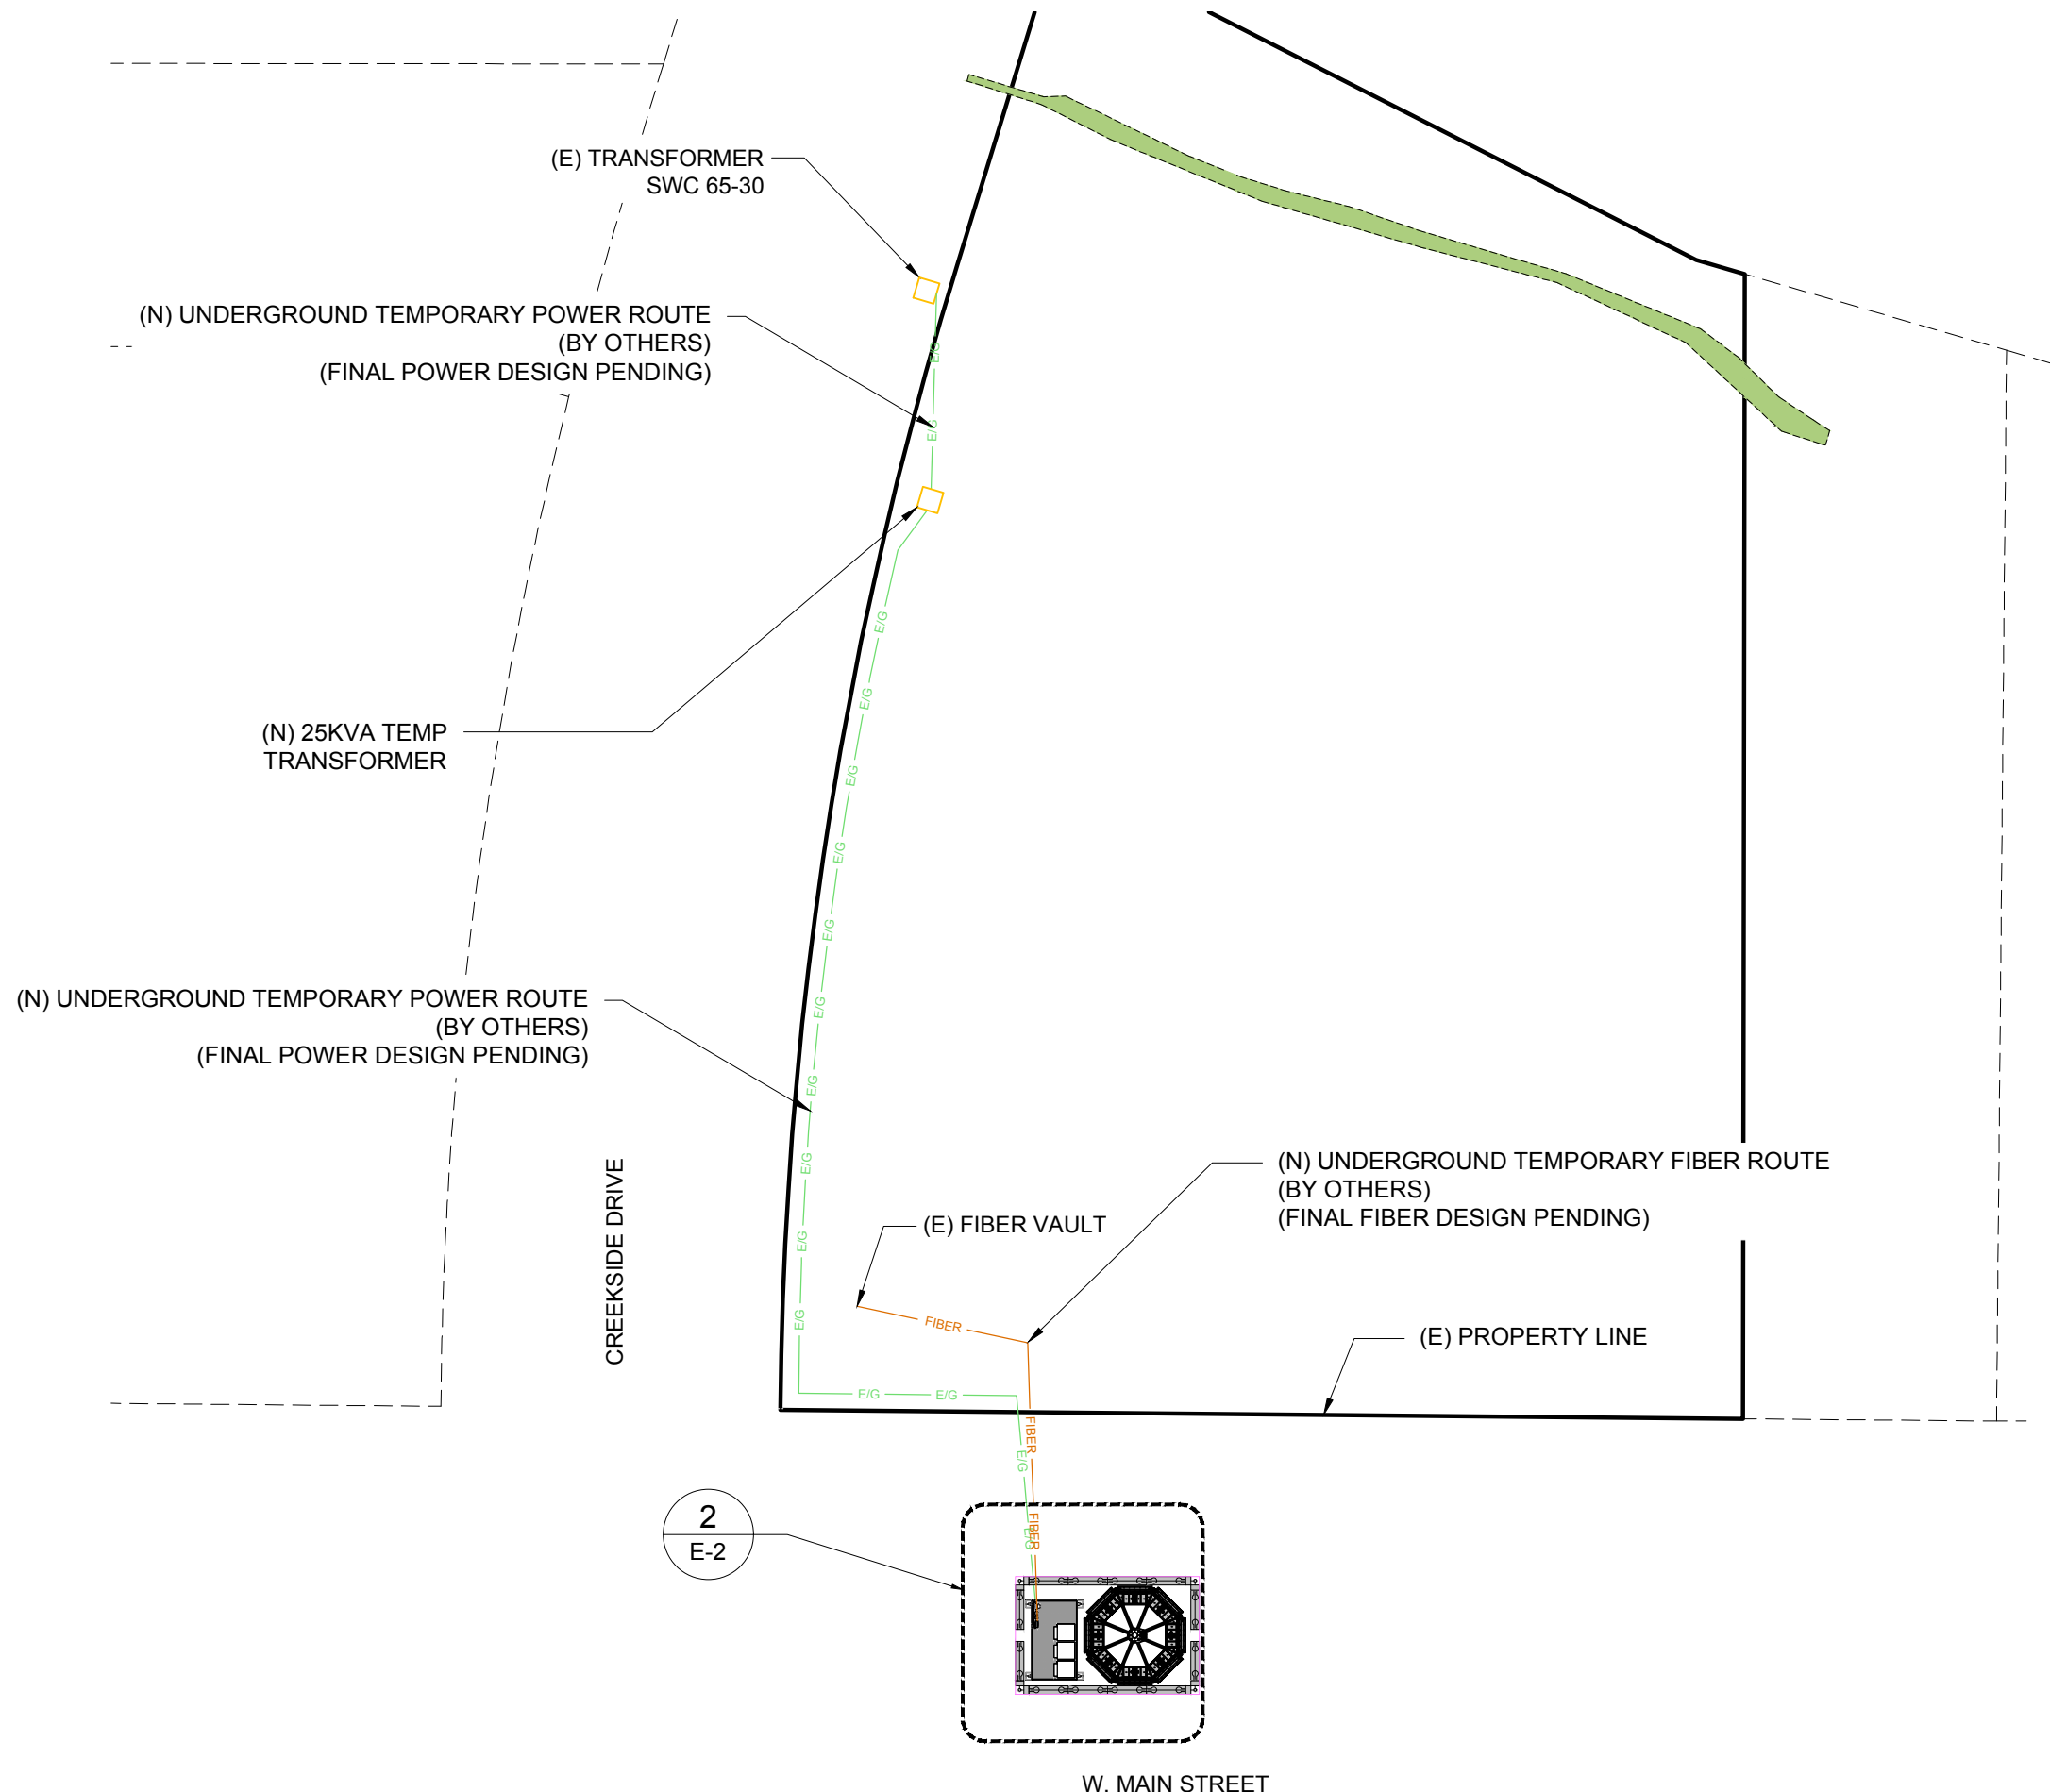 (E) TRANSFORMER
SWC 65-30
(N) UNDERGROUND TEMPORARY POWER ROUTE
(BY OTHERS)
(FINAL POWER DESIGN PENDING)
E/G
E/G
(N) 25KVA TEMP
TRANSFORMER
E/G
E/G
E/G
E/G
E/G
E/G
(N) UNDERGROUND TEMPORARY POWER ROUTE
(BY OTHERS)
(FINAL POWER DESIGN PENDING)
E/G
E/G
E/G
E/G
CREEKSIDE DRIVE
(N) UNDERGROUND TEMPORARY FIBER ROUTE
(BY OTHERS)
(FINAL FIBER DESIGN PENDING)
(E) FIBER VAULT
FIBER
(E) PROPERTY LINE
E/G
E/G
FIBER
E/G
FIBER
E/G
2
E-2
W. MAIN STREET